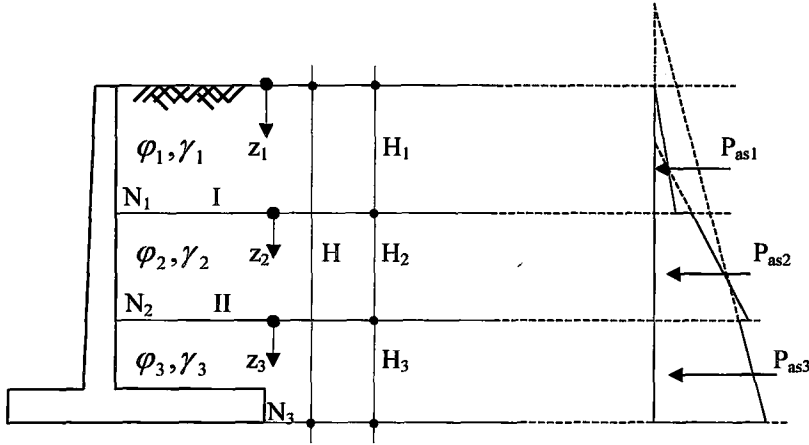 φ₁, γ₁
z₁
H₁
Pas1
N₁ I
φ₂, γ₂
z₂
H
H₂
Pas2
N₂ II
φ₃, γ₃
z₃
H₃
Pas3
N₃